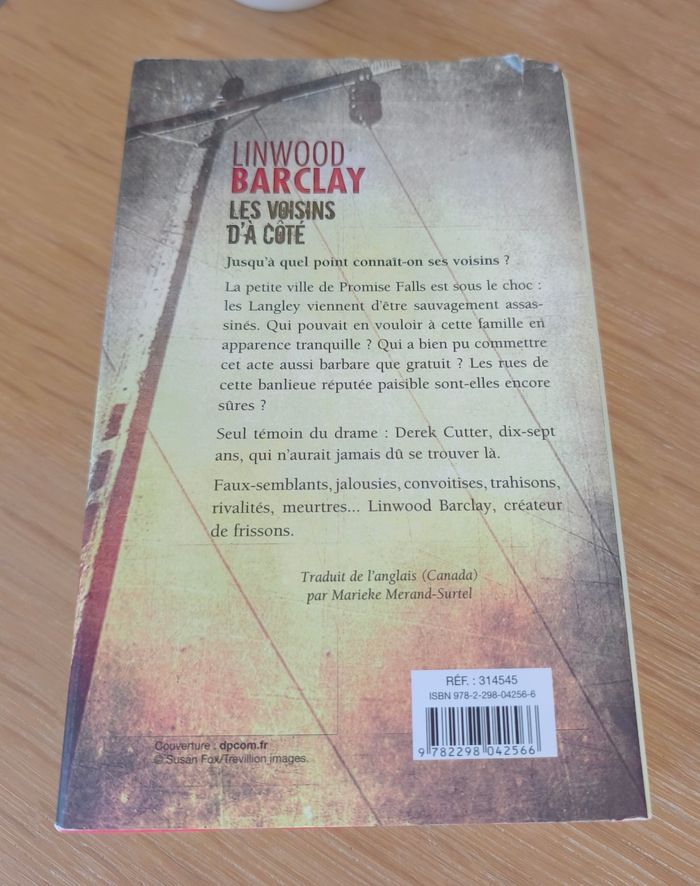 LINWOOD
BARCLAY
LES VOISINS
D'À CÔTÉ
Jusqu'à quel point connaît-on ses voisins ?
La petite ville de Promise Falls est sous le choc :
les Langley viennent d'être sauvagement assas-
sinés. Qui pouvait en vouloir à cette famille en
apparence tranquille ? Qui a bien pu commettre
cet acte aussi barbare que gratuit ? Les rues de
cette banlieue réputée paisible sont-elles encore
sûres ?
Seul témoin du drame : Derek Cutter, dix-sept
ans, qui n'aurait jamais dû se trouver là.
Faux-semblants, jalousies, convoitises, trahisons,
rivalités, meurtres... Linwood Barclay, créateur
de frissons.
Traduit de l'anglais (Canada)
par Marieke Merand-Surtel
RÉF. : 314545
ISBN 978-2-298-04256-6
9 782298 042566
Couverture : dpcom.fr
© Susan Fox/Trevillion images.